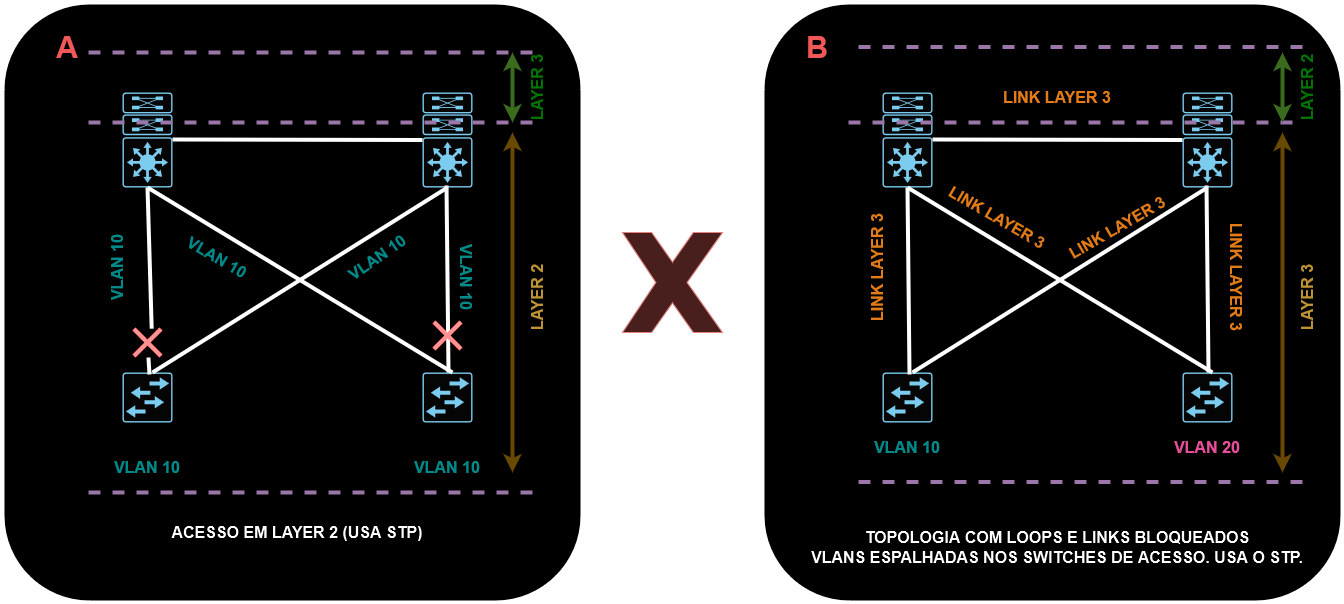 A
LAYER 3
VLAN 10
VLAN 10
VLAN 10
VLAN 10
LAYER 2
VLAN 10
VLAN 10
ACESSO EM LAYER 2 (USA STP)
X
B
LAYER 2
LINK LAYER 3
LINK LAYER 3
LINK LAYER 3
LINK LAYER 3
LINK LAYER 3
LAYER 3
VLAN 10
VLAN 20
TOPOLOGIA COM LOOPS E LINKS BLOQUEADOS
VLANS ESPALHADAS NOS SWITCHES DE ACESSO. USA O STP.